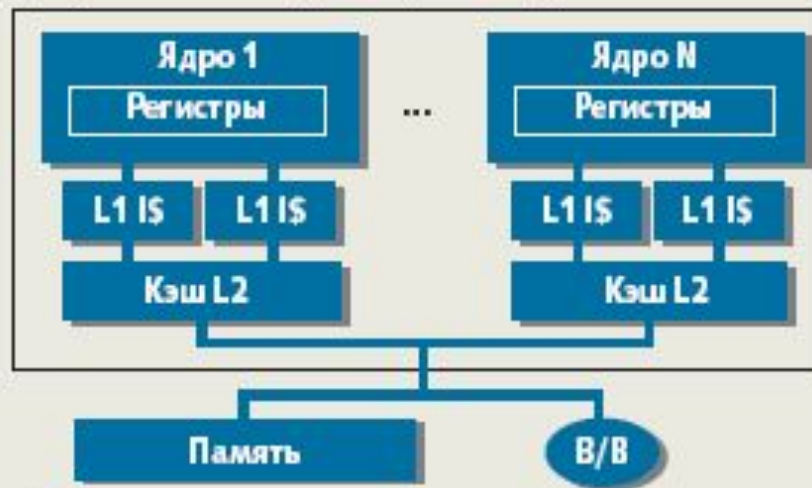 Ядро 1
Регистры
L1 I$ L1 I$
Кэш L2
...
Ядро N
Регистры
L1 I$ L1 I$
Кэш L2
Память
В/В